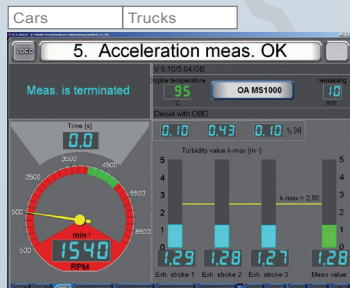 Cars
Trucks
5. Acceleration meas. OK
V 8.10/5.04 GB
Meas. is terminated
Engine temperature
95
°C
OA MS1000
remaining
10
min
Diesel with OBD
Time [s]
0.0
0.10 0.43 0.10
Turbidity value k-max [m-1]
500
2500
3500
4500
5500
6500
500
min-1
1540
RPM
5
4
3
2
1
0
k-max = 2,50
5
4
3
2
1
0
1.29 1.28 1.27 1.28
Exh. stroke 1 Exh. stroke 2 Exh. stroke 3 Mean value